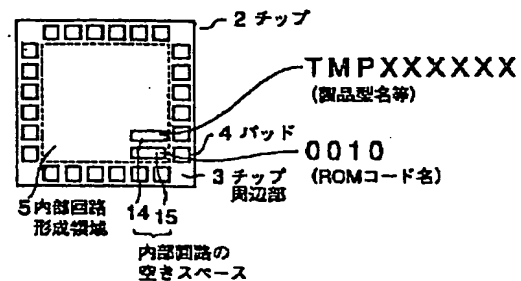 2 チップ
TMPXXXXXX
(製品型名等)
4 パッド
0010
(ROMコード名)
3 チップ
周辺部
5 内部回路
形成領域
14 15
内部回路の
空きスペース